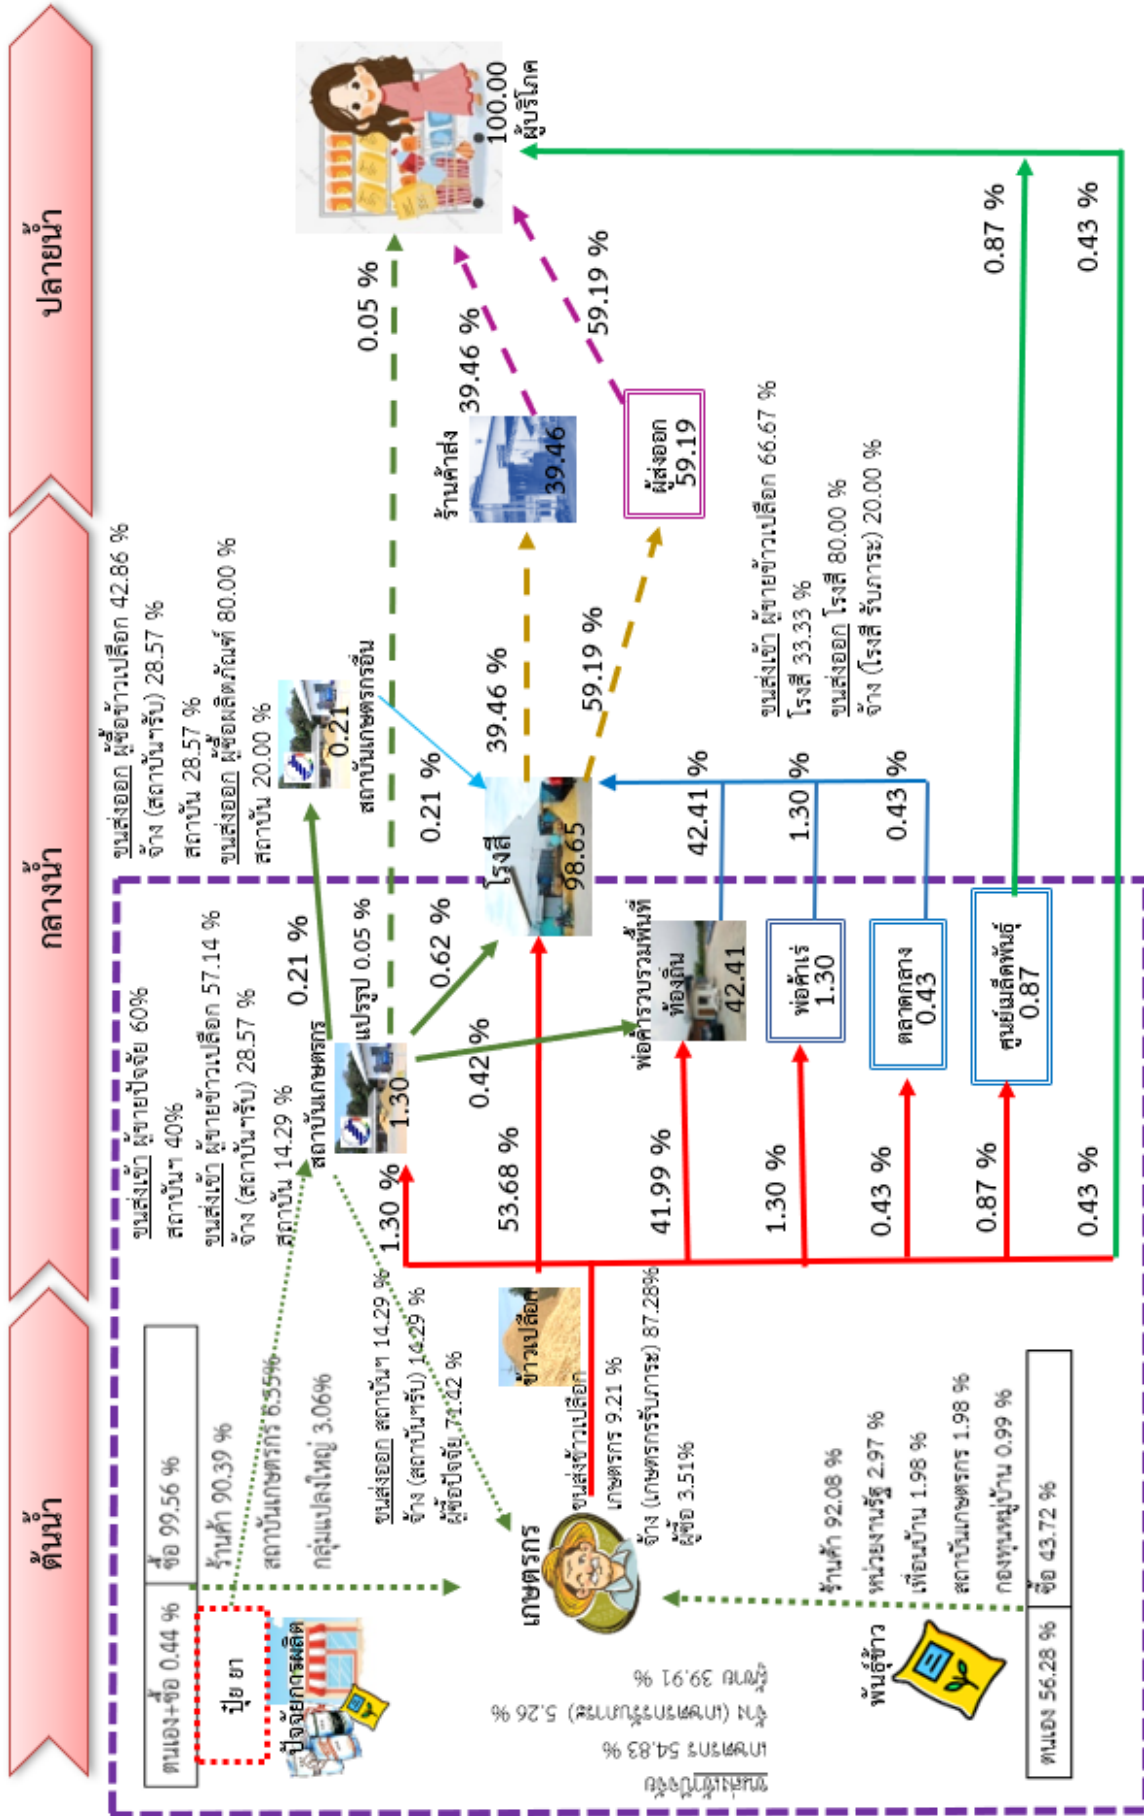 ต้นน้ำ
กลางน้ำ
ปลายน้ำ
ตนเอง+ซื้อ 0.44 %
ซื้อ 99.56 %
ปุ๋ย ยา
ปัจจัยการผลิต
ร้านค้า 90.39 %
สถาบันเกษตรกร 6.55%
กลุ่มแปลงใหญ่ 3.06%
ขนส่งออก สถาบันฯ 14.29 %
จ้าง (สถาบันฯรับ) 14.29 %
ผู้ซื้อปัจจัย 71.42 %
ขนส่งเข้า ผู้ขายปัจจัย 60%
สถาบันฯ 40%
ขนส่งเข้า ผู้ขายข้าวเปลือก 57.14 %
จ้าง (สถาบันฯรับ) 28.57 %
สถาบัน 14.29 %
ขนส่งออก ผู้ซื้อข้าวเปลือก 42.86 %
จ้าง (สถาบันฯรับ) 28.57 %
สถาบัน 28.57 %
ขนส่งออก ผู้ซื้อผลิตภัณฑ์ 80.00 %
สถาบัน 20.00 %
สถาบันเกษตรกร
1.30
แปรรูป 0.05 %
0.21 %
0.21
สถาบันเกษตรกรอื่น
0.05 %
0.21 %
0.62 %
0.42 %
1.30 %
53.68 %
41.99 %
1.30 %
0.43 %
0.87 %
0.43 %
เกษตรกร
ข้าวเปลือก
ขนส่งข้าวเปลือก
เกษตรกร 9.21 %
จ้าง (เกษตรกรรับภาระ) 87.28%
ผู้ซื้อ 3.51%
ขนส่งเข้าปัจจัย
เกษตรกร 54.83 %
จ้าง (เกษตรกรรับภาระ) 5.26 %
ผู้ขาย 39.91 %
พันธุ์ข้าว
ร้านค้า 92.08 %
หน่วยงานรัฐ 2.97 %
เพื่อนบ้าน 1.98 %
สถาบันเกษตรกร 1.98 %
กองทุนหมู่บ้าน 0.99 %
ตนเอง 56.28 %
ซื้อ 43.72 %
โรงสี
98.65
พ่อค้ารวบรวมพื้นที่
ท้องถิ่น
42.41
พ่อค้าเร่
1.30
ตลาดกลาง
0.43
ศูนย์เมล็ดพันธุ์
0.87
42.41 %
1.30 %
0.43 %
39.46 %
59.19 %
ร้านค้าส่ง
39.46
ผู้ส่งออก
59.19
39.46 %
59.19 %
ขนส่งเข้า ผู้ขายข้าวเปลือก 66.67 %
โรงสี 33.33 %
ขนส่งออก โรงสี 80.00 %
จ้าง (โรงสี รับภาระ) 20.00 %
100.00
ผู้บริโภค
0.87 %
0.43 %